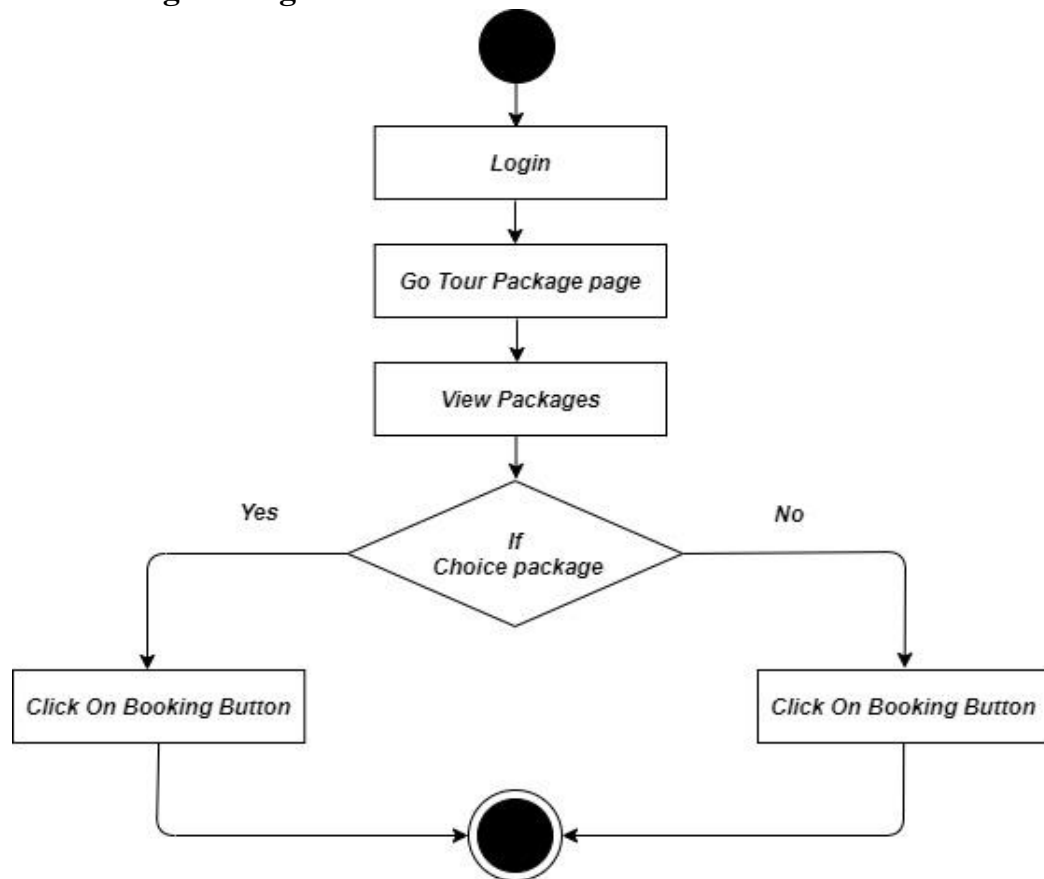 Login
Go Tour Package page
View Packages
Yes
No
If
Choice package
Click On Booking Button
Click On Booking Button